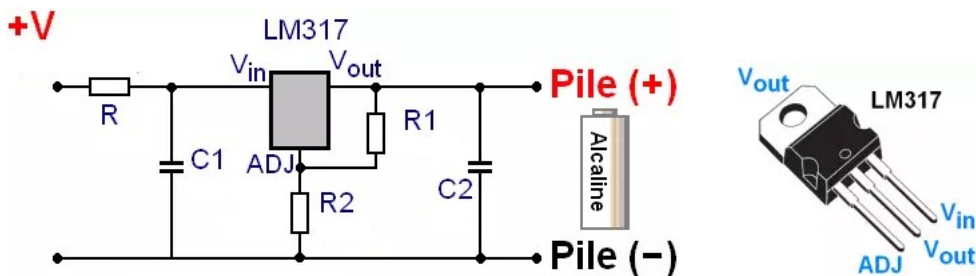 +V
LM317
Vin
Vout
Pile (+)
R
R1
C1
ADJ
R2
C2
Alcaline
Pile (−)
Vout
LM317
Vin
Vout
ADJ